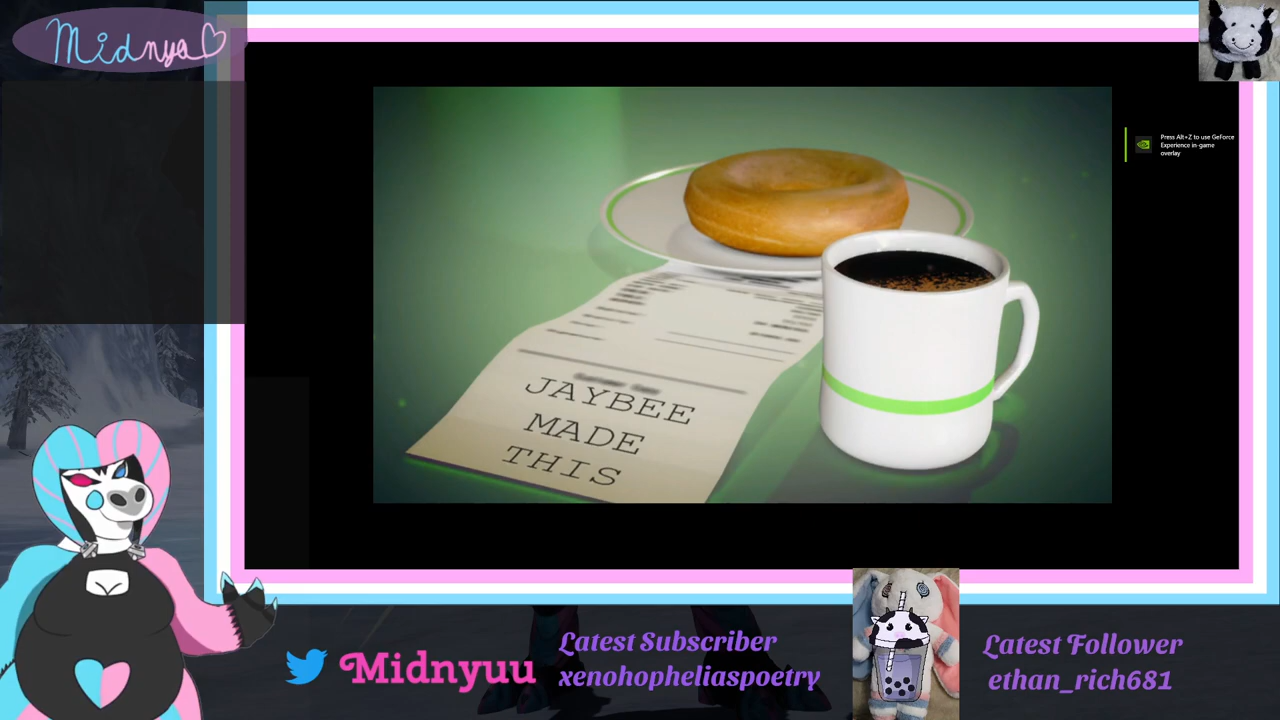 Midnya
Press Alt+Z to use GeForce
Experience in-game
overlay
JAYBEE
MADE
THIS
Midnyuu
Latest Subscriber
xenohopheliaspoetry
Latest Follower
ethan_rich681